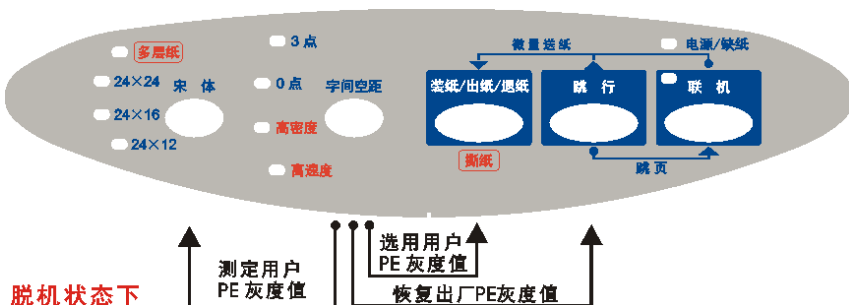 多层纸
24×24
宋 体
24×16
24×12
3 点
0 点
字间空距
高密度
高速度
微量送纸
电源/缺纸
装纸/出纸/退纸
跳 行
联 机
撕纸
跳页
脱机状态下
测定用户
PE 灰度值
选用用户
PE 灰度值
恢复出厂PE灰度值